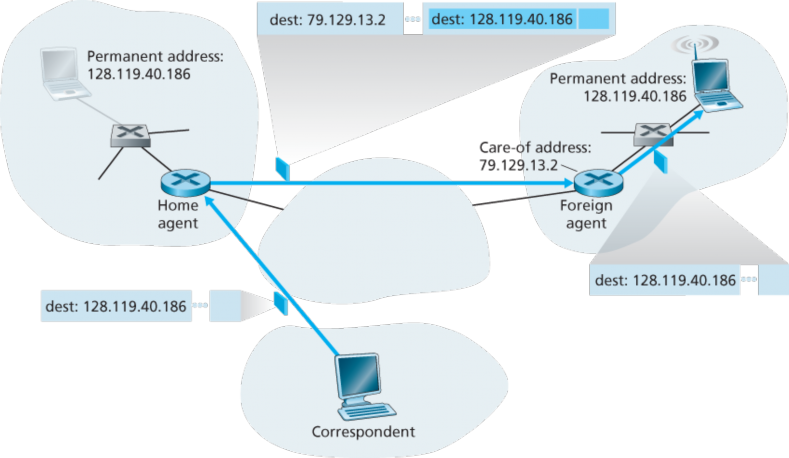 dest: 79.129.13.2
dest: 128.119.40.186
Permanent address:
128.119.40.186
Permanent address:
128.119.40.186
Care-of address:
79.129.13.2
Home
agent
Foreign
agent
dest: 128.119.40.186
dest: 128.119.40.186
Correspondent